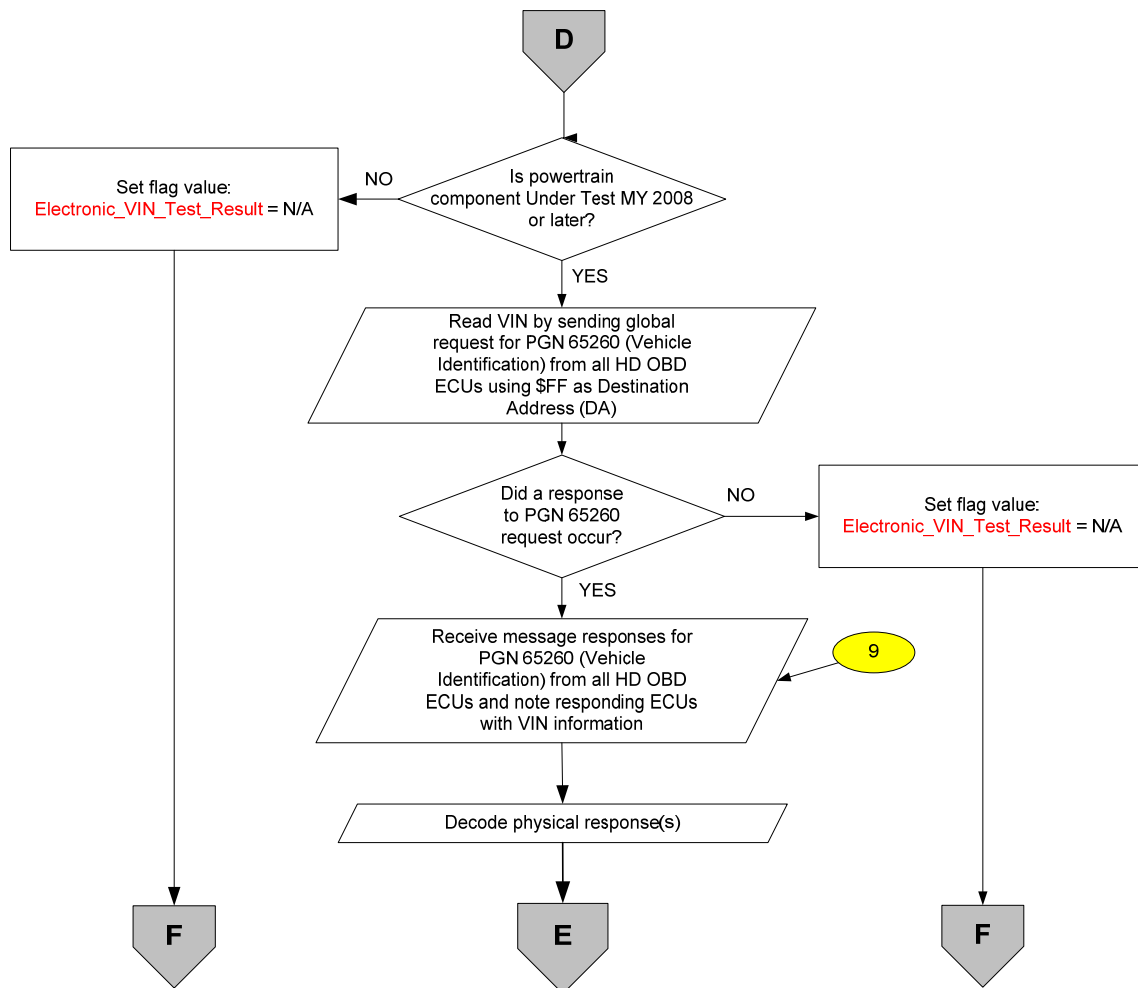 D
Is powertrain
component Under Test MY 2008
or later?
NO
Set flag value:
Electronic_VIN_Test_Result = N/A
YES
Read VIN by sending global
request for PGN 65260 (Vehicle
Identification) from all HD OBD
ECUs using $FF as Destination
Address (DA)
Did a response
to PGN 65260
request occur?
NO
Set flag value:
Electronic_VIN_Test_Result = N/A
YES
Receive message responses for
PGN 65260 (Vehicle
Identification) from all HD OBD
ECUs and note responding ECUs
with VIN information
9
Decode physical response(s)
F
E
F